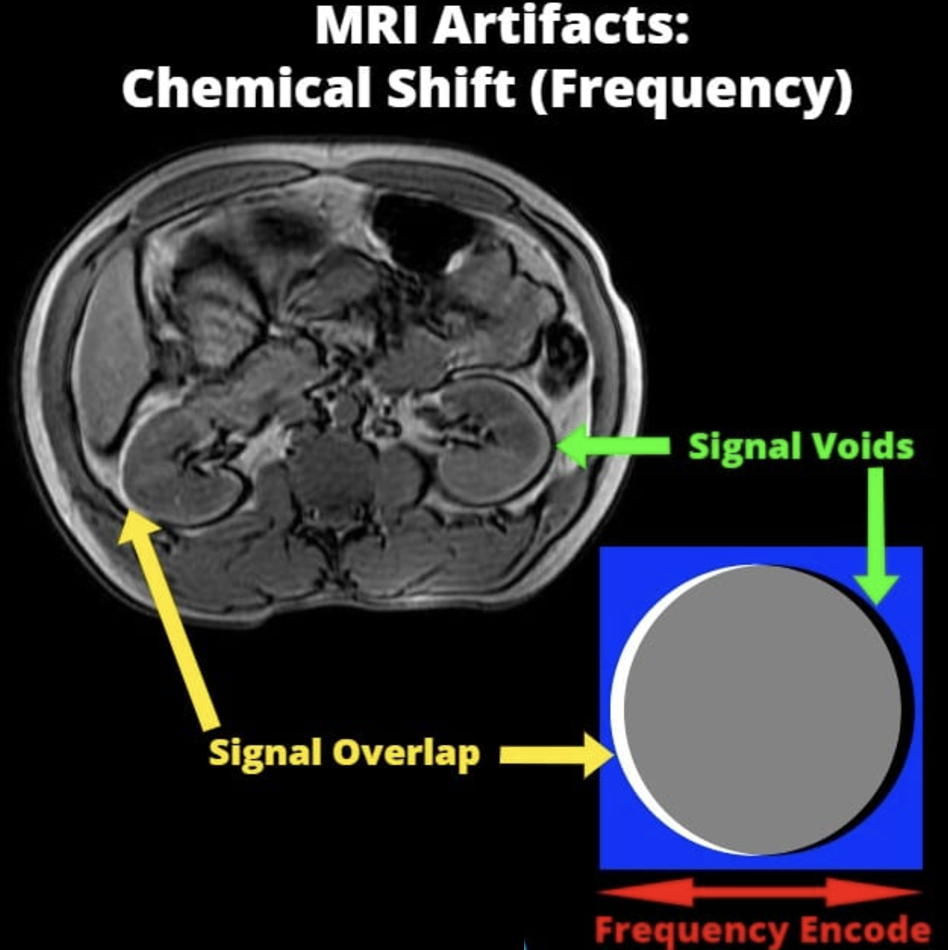 MRI Artifacts:
Chemical Shift (Frequency)
Signal Voids
Signal Overlap
Frequency Encode